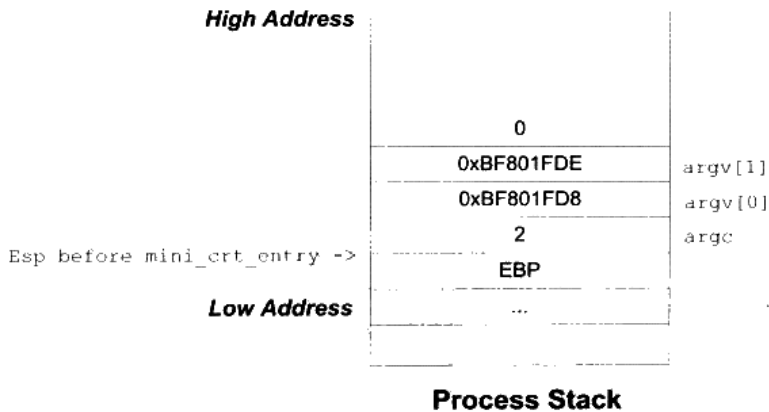 High Address
0
0xBF801FDE argv[1]
0xBF801FD8 argv[0]
2 argc
Esp before mini_crt_entry ->
EBP
Low Address
...
Process Stack